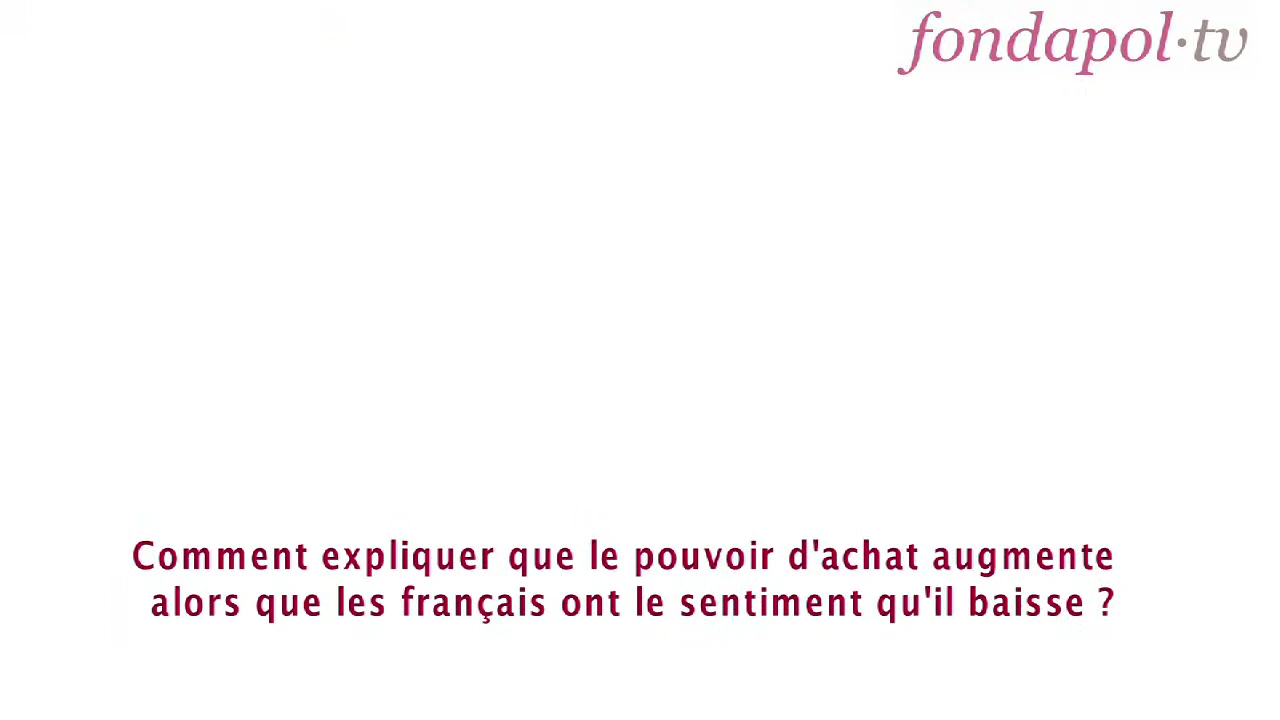 fondapol·tv
Comment expliquer que le pouvoir d'achat augmente
alors que les français ont le sentiment qu'il baisse ?